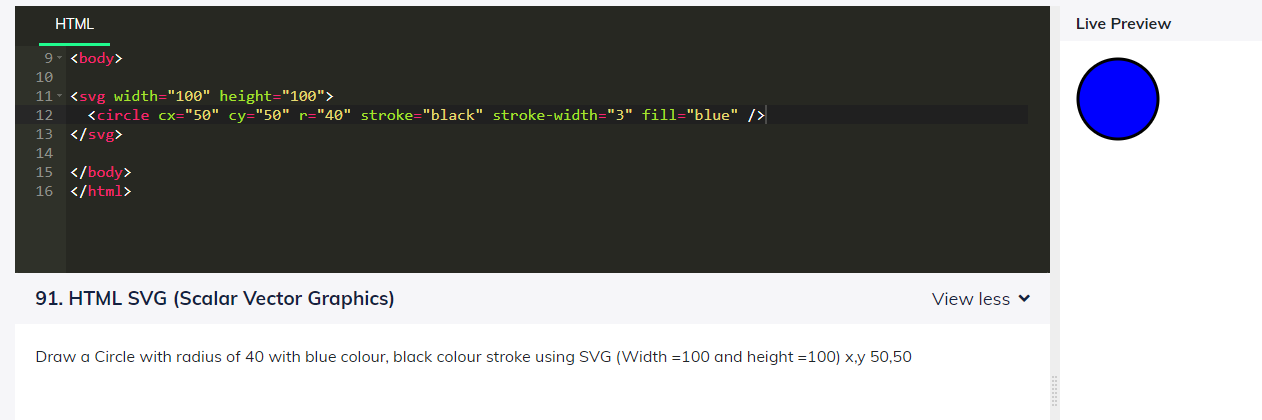 HTML
Live Preview
9 <body>
10
11 <svg width="100" height="100">
12 <circle cx="50" cy="50" r="40" stroke="black" stroke-width="3" fill="blue" />
13 </svg>
14
15 </body>
16 </html>
91. HTML SVG (Scalar Vector Graphics)
View less
Draw a Circle with radius of 40 with blue colour, black colour stroke using SVG (Width =100 and height =100) x,y 50,50